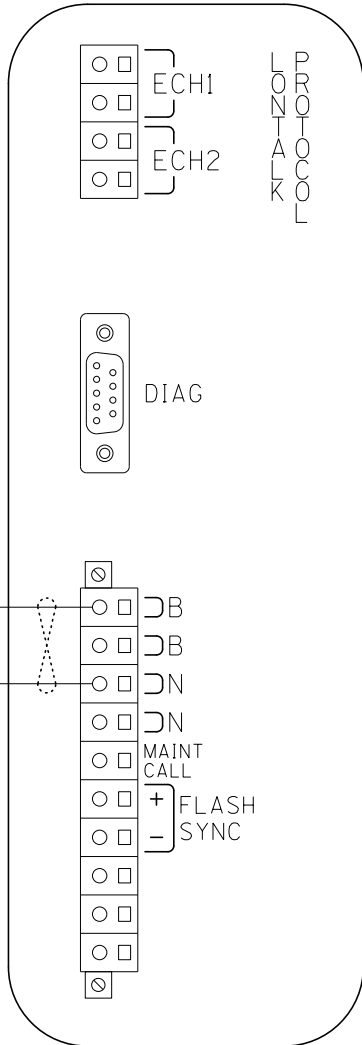 ECH1
ECH2
LONTALK
PROTOCOL
DIAG
B
B
N
N
MAINT
CALL
+ FLASH
- SYNC